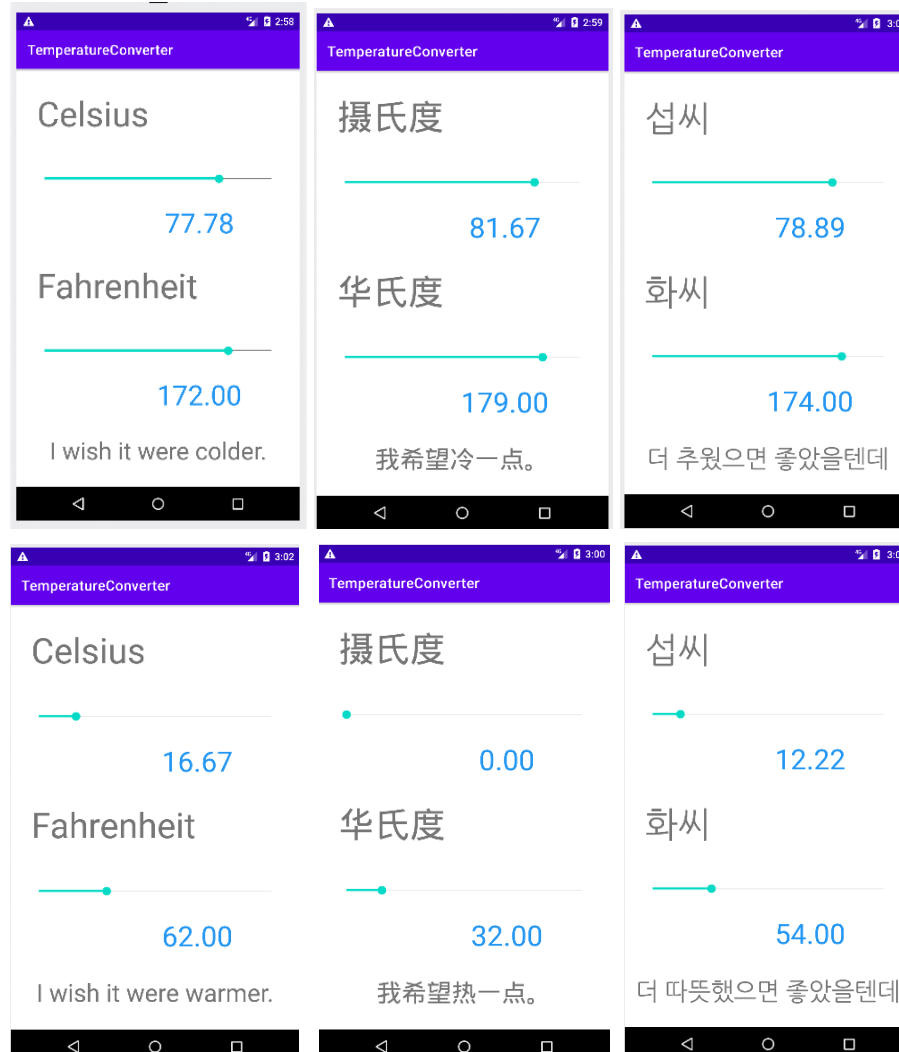 2:58
TemperatureConverter
Celsius
77.78
Fahrenheit
172.00
I wish it were colder.
2:59
TemperatureConverter
摄氏度
81.67
华氏度
179.00
我希望冷一点。
TemperatureConverter
섭씨
78.89
화씨
174.00
더 추웠으면 좋았을텐데
3:02
TemperatureConverter
Celsius
16.67
Fahrenheit
62.00
I wish it were warmer.
3:00
TemperatureConverter
摄氏度
0.00
华氏度
32.00
我希望热一点。
TemperatureConverter
섭씨
12.22
화씨
54.00
더 따뜻했으면 좋았을텐데